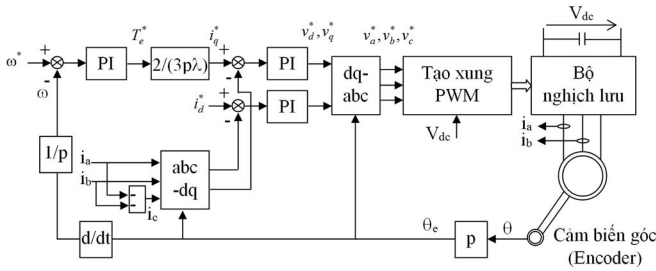 V_dc
T_e^* i_q^* v_d^*, v_q^* v_a^*, v_b^*, v_c^*
ω^* + - PI 2/(3pλ) + - PI
dq-
abc
Tạo xung
PWM
Bộ
nghịch lưu
ω
i_d^* + - PI
V_dc
i_a
i_b
1/p
i_a
i_b
- -
i_c
abc
-dq
d/dt
θ_e
p
θ
Cảm biến góc
(Encoder)